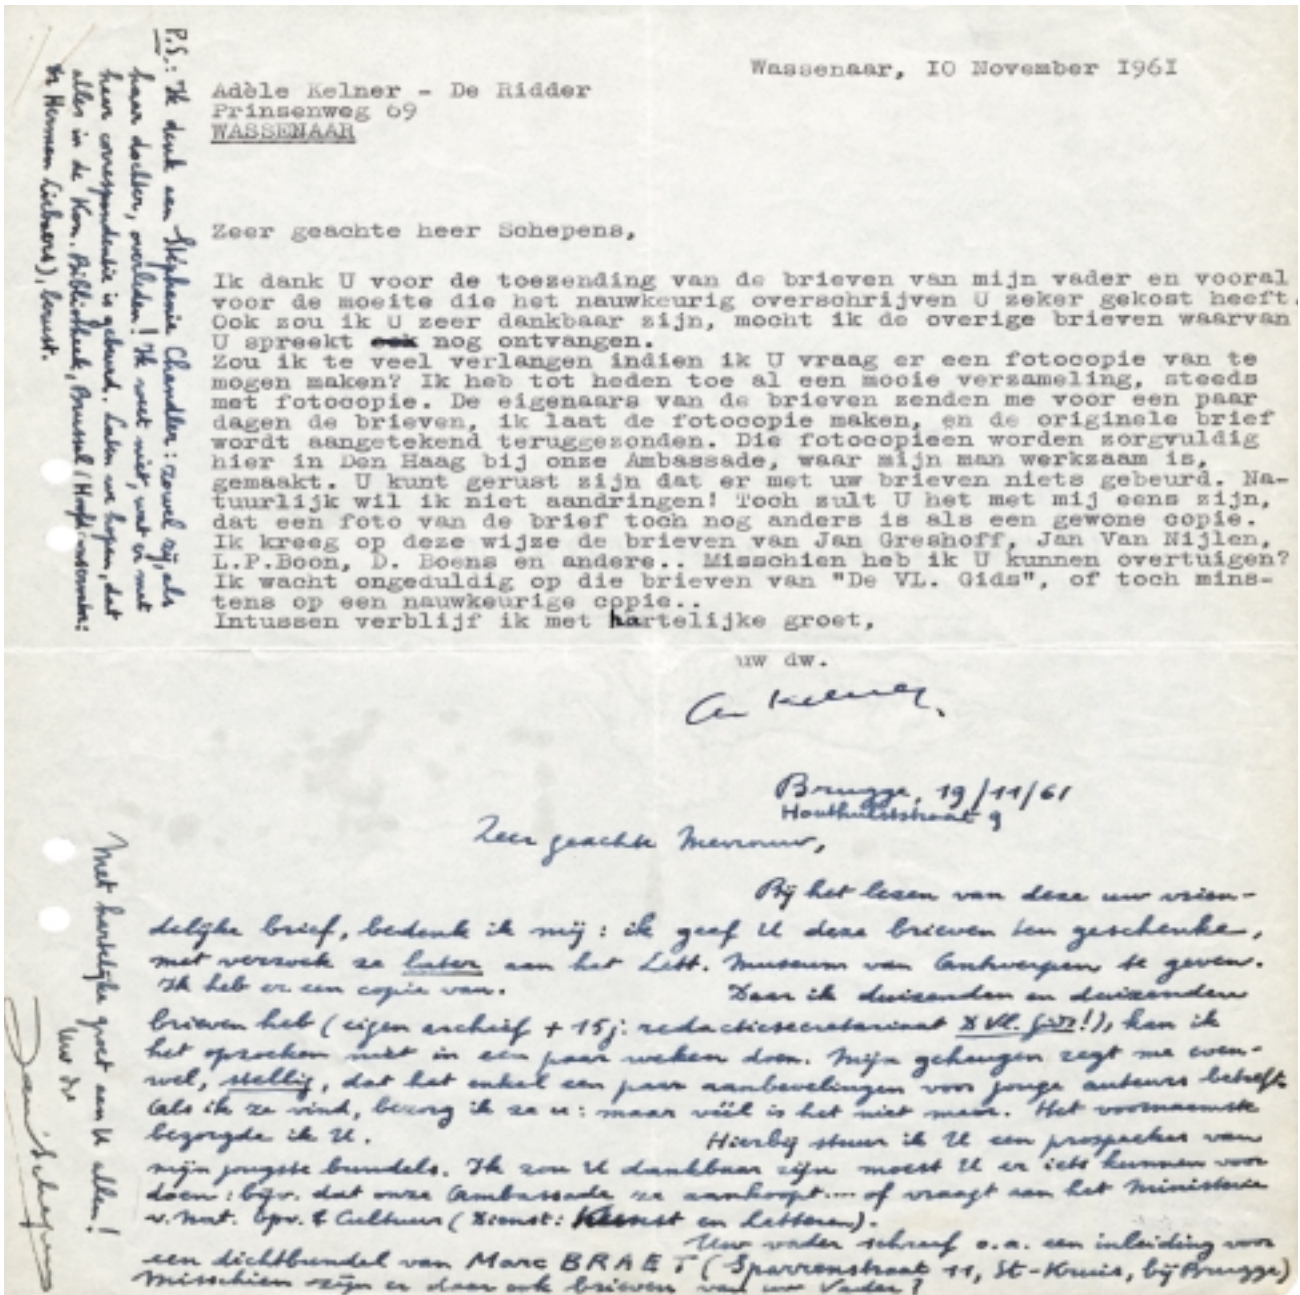 Wassenaar, 10 November 1961
Adèle Kelner - De Ridder
Prinsenweg 69
WASSENAAR
Zeer geachte heer Schepens,
Ik dank U voor de toezending van de brieven van mijn vader en vooral
voor de moeite die het nauwkeurig overschrijven U zeker gekost heeft.
Ook zou ik U zeer dankbaar zijn, mocht ik de overige brieven waarvan
U spreekt ook nog ontvangen.
Zou ik te veel verlangen indien ik U vraag er een fotocopie van te
mogen maken? Ik heb tot heden toe al een mooie verzameling, steeds
met fotocopie. De eigenaars van de brieven zenden me voor een paar
dagen de brieven, ik laat de fotocopie maken, en de originele brief
wordt aangetekend teruggezonden. Die fotocopieen worden zorgvuldig
hier in Den Haag bij onze Ambassade, waar mijn man werkzaam is,
gemaakt. U kunt gerust zijn dat er met uw brieven niets gebeurd. Na-
tuurlijk wil ik niet aandringen! Toch zult U het met mij eens zijn,
dat een foto van de brief toch nog anders is als een gewone copie.
Ik kreeg op deze wijze de brieven van Jan Greshoff, Jan Van Nijlen,
L.P.Boon, D. Boens en andere.. Misschien heb ik U kunnen overtuigen?
Ik wacht ongeduldig op die brieven van "De VL. Gids", of toch mins-
tens op een nauwkeurige copie..
Intussen verblijf ik met hartelijke groet,
uw dw.
Kelner
Brugge, 19/11/61
Houthulststraat 9
Zeer geachte Mevrouw,
Bij het lezen van deze uw vrien-
delijke brief, bedenk ik mij: ik geef U deze brieven ten geschenke,
met verzoek ze later aan het Lett. Museum van Antwerpen te geven.
Ik heb er een copie van. Daar ik duizenden en duizenden
brieven heb (eigen archief + 15 j. redactiesecretariaat D Vl. Gids!), kan ik
het opzoeken niet in een paar weken doen. Mijn geheugen zegt me even-
wel, stellig, dat het enkel een paar aanbevelingen voor jonge auteurs betreft.
Als ik ze vind, bezorg ik ze u: maar véél is het niet meer. Het voornaamste
bezorgde ik U. Hierbij stuur ik U een prospectus van
mijn jongste bundels. Ik zou U dankbaar zijn moest U er iets kunnen voor
doen: bijv. dat onze Ambassade ze aankoopt.... of vraagt aan het Ministerie
v. Nat. Opv. & Cultuur (Dienst: Kunst en Letteren).
Uw vader schreef o.a. een inleiding voor
een dichtbundel van Marc BRAET (Sparrenstraat 11, St-Kruis, bij Brugge)
Misschien zijn er daar ook brieven van uw Vader?
Met hartelijke groet aan U allen!
Uw dw
Schepens
P.S.: Ik denk aan Stéphanie Chandler: zowel zij, als
haar dochter, overleden! Ik weet niet, wat er met
heur correspondentie is gebeurd. Laten we hopen, dat
alles in de Kon. Bibliotheek, Brussel (Hoofdconservator:
Dr Herman Liebaers), berust.